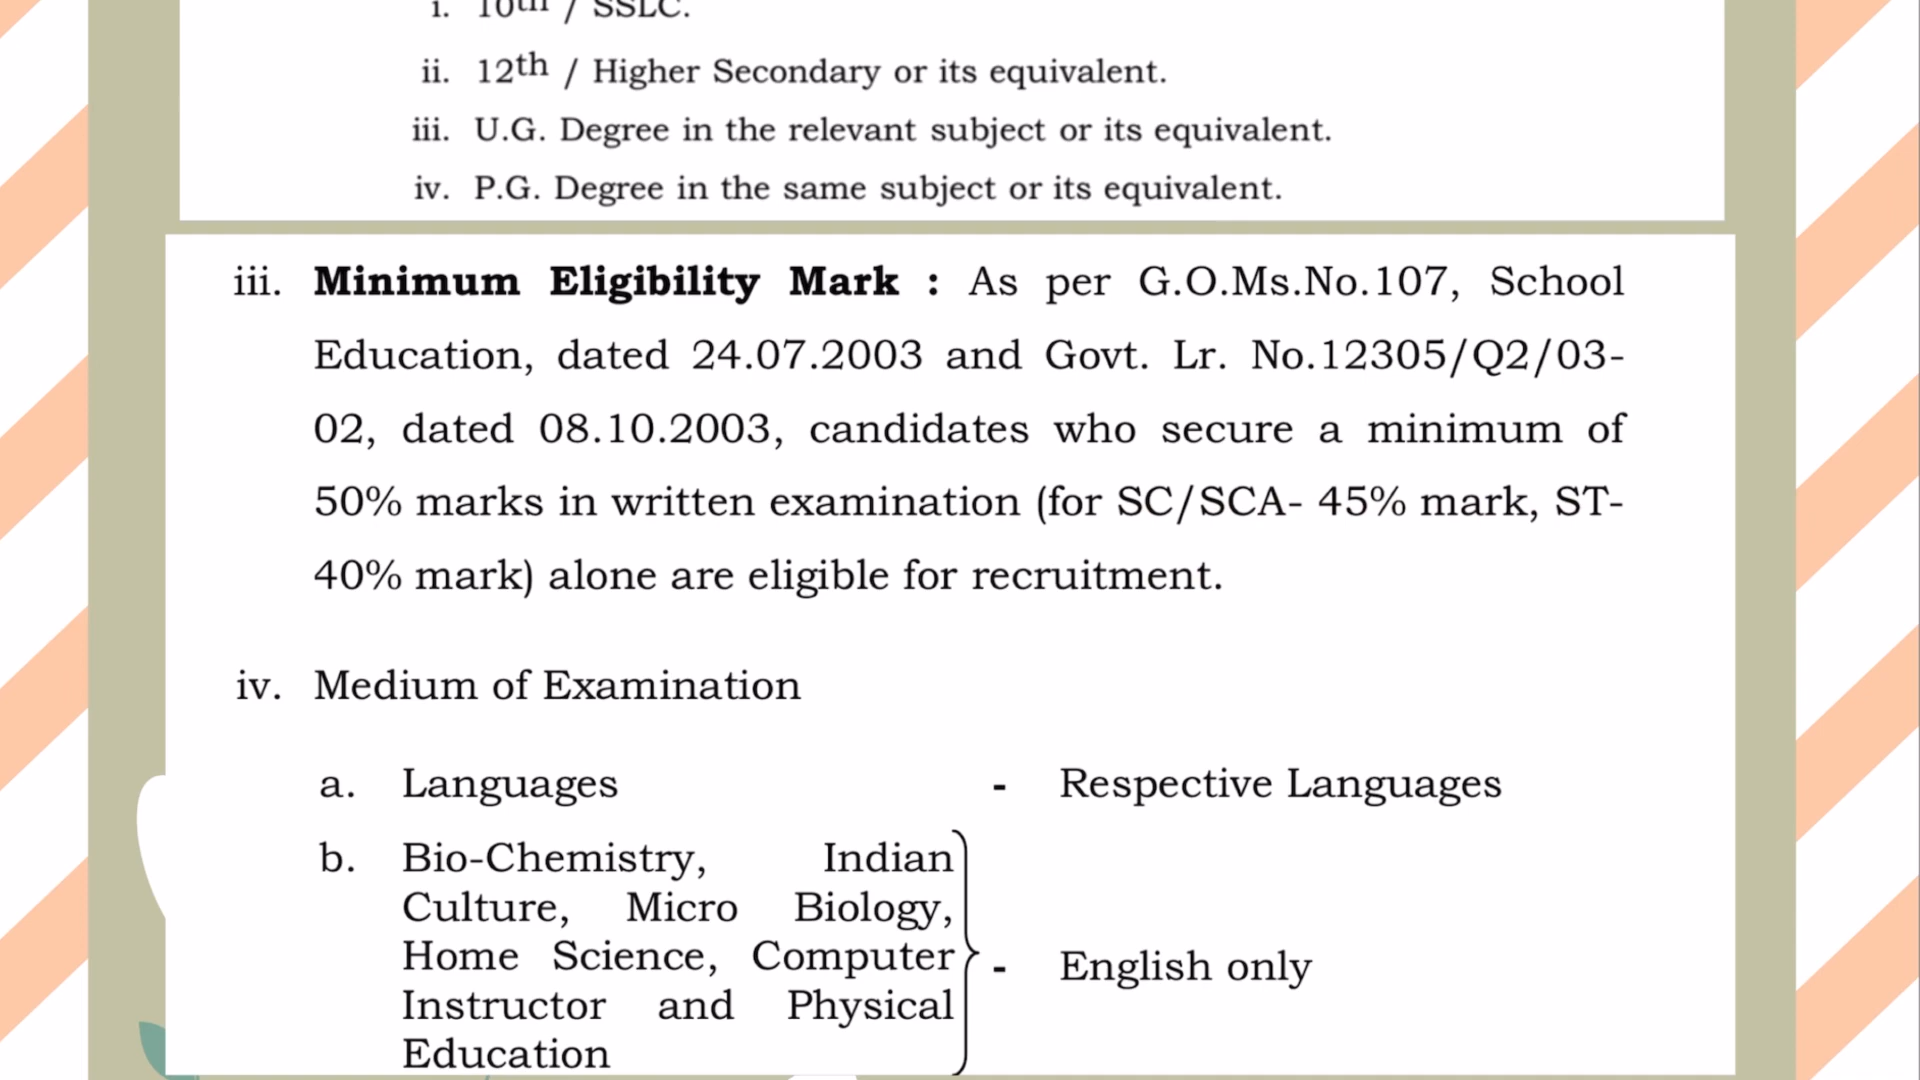 i. 10th / SSLC.
ii. 12th / Higher Secondary or its equivalent.
iii. U.G. Degree in the relevant subject or its equivalent.
iv. P.G. Degree in the same subject or its equivalent.
iii. Minimum Eligibility Mark : As per G.O.Ms.No.107, School
Education, dated 24.07.2003 and Govt. Lr. No.12305/Q2/03-
02, dated 08.10.2003, candidates who secure a minimum of
50% marks in written examination (for SC/SCA- 45% mark, ST-
40% mark) alone are eligible for recruitment.
iv. Medium of Examination
a. Languages - Respective Languages
b. Bio-Chemistry, Indian
Culture, Micro Biology,
Home Science, Computer
- English only
Instructor and Physical
Education